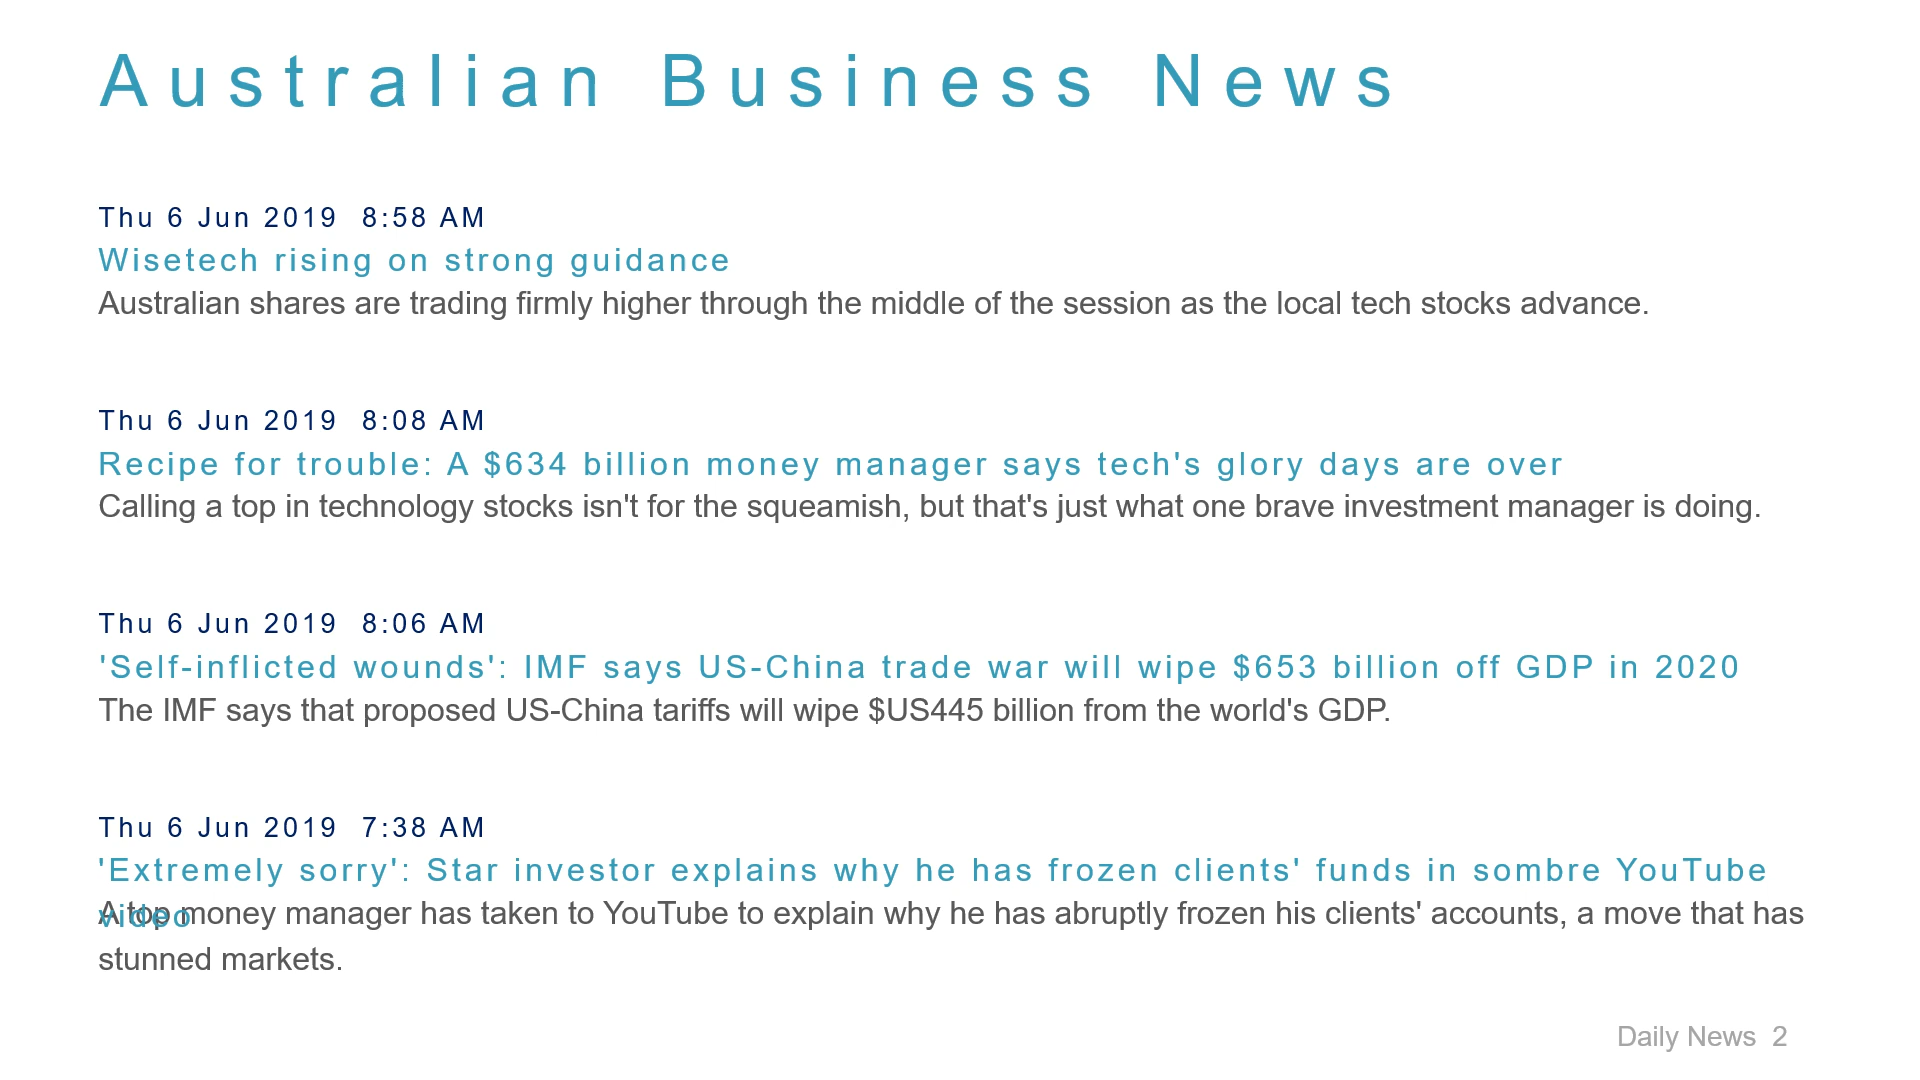 Australian Business News
Thu 6 Jun 2019  8:58 AM
Wisetech rising on strong guidance
Australian shares are trading firmly higher through the middle of the session as the local tech stocks advance.
Thu 6 Jun 2019  8:08 AM
Recipe for trouble: A $634 billion money manager says tech's glory days are over
Calling a top in technology stocks isn't for the squeamish, but that's just what one brave investment manager is doing.
Thu 6 Jun 2019  8:06 AM
'Self-inflicted wounds': IMF says US-China trade war will wipe $653 billion off GDP in 2020
The IMF says that proposed US-China tariffs will wipe $US445 billion from the world's GDP.
Thu 6 Jun 2019  7:38 AM
'Extremely sorry': Star investor explains why he has frozen clients' funds in sombre YouTube
video
A top money manager has taken to YouTube to explain why he has abruptly frozen his clients' accounts, a move that has
stunned markets.
Daily News  2